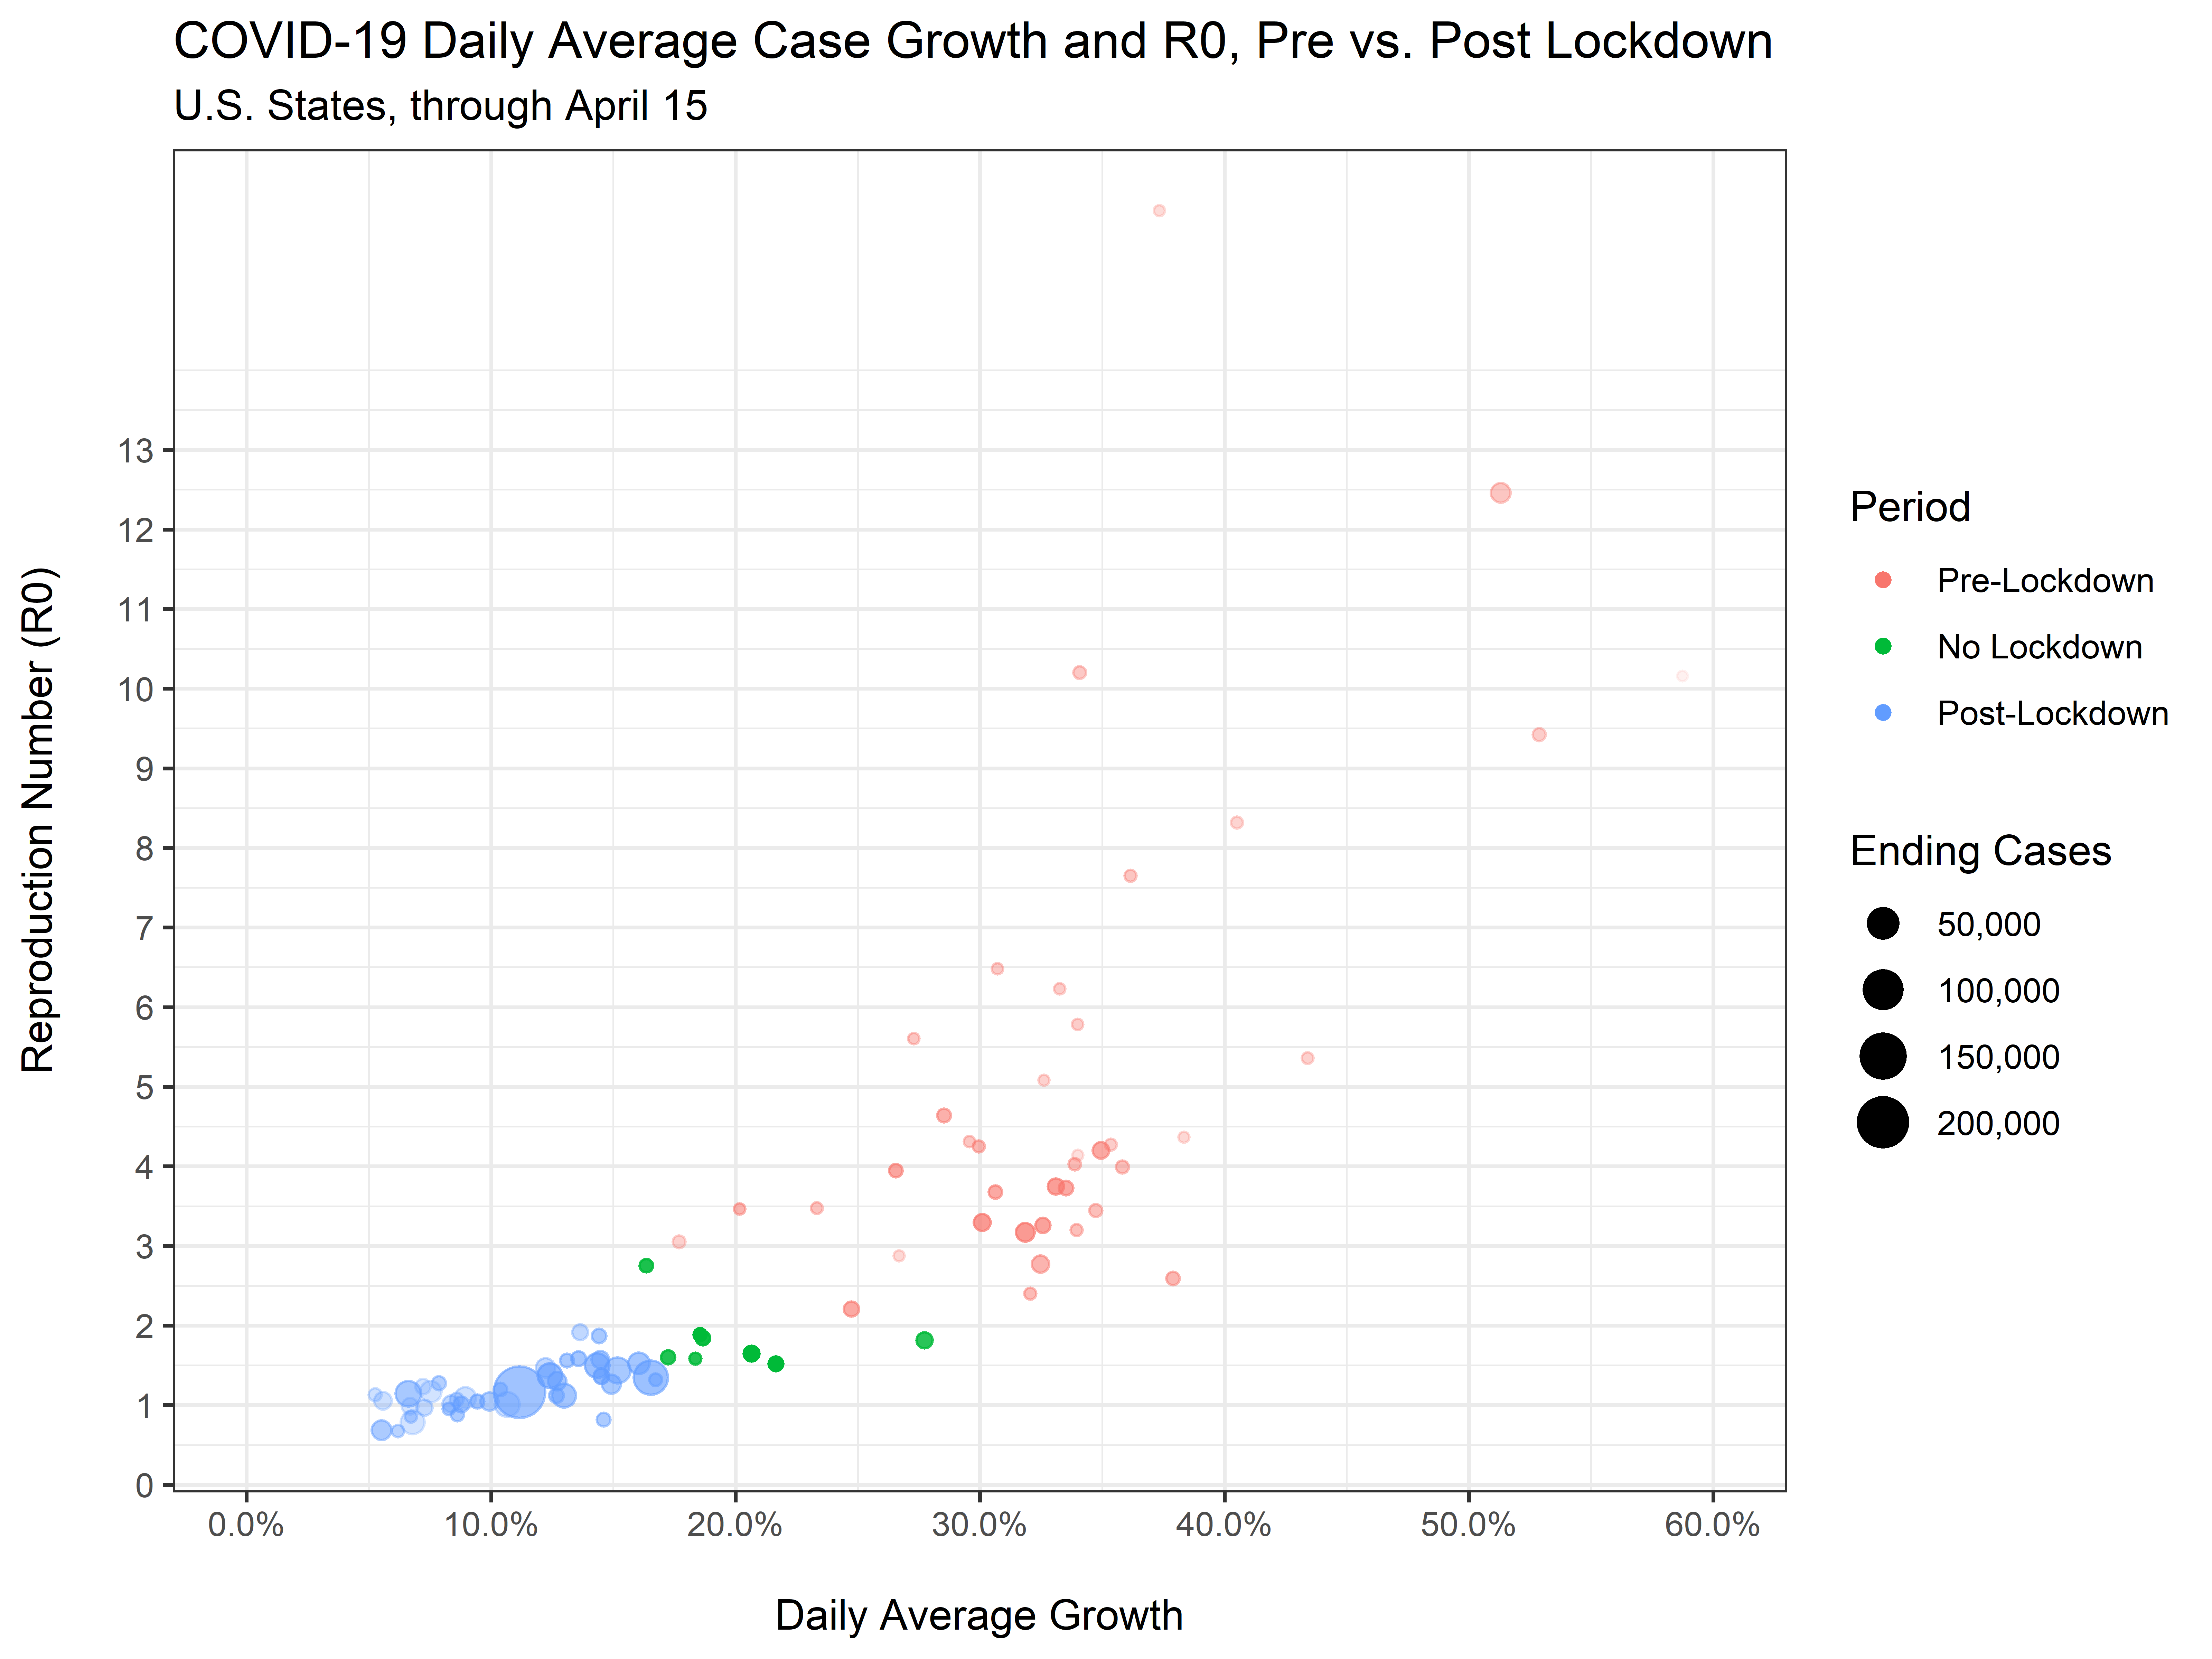 COVID-19 Daily Average Case Growth and R0, Pre vs. Post Lockdown
U.S. States, through April 15
Reproduction Number (R0)
13
12
11
10
9
8
7
6
5
4
3
2
1
0
0.0%
10.0%
20.0%
30.0%
40.0%
50.0%
60.0%
Daily Average Growth
Period
Pre-Lockdown
No Lockdown
Post-Lockdown
Ending Cases
50,000
100,000
150,000
200,000